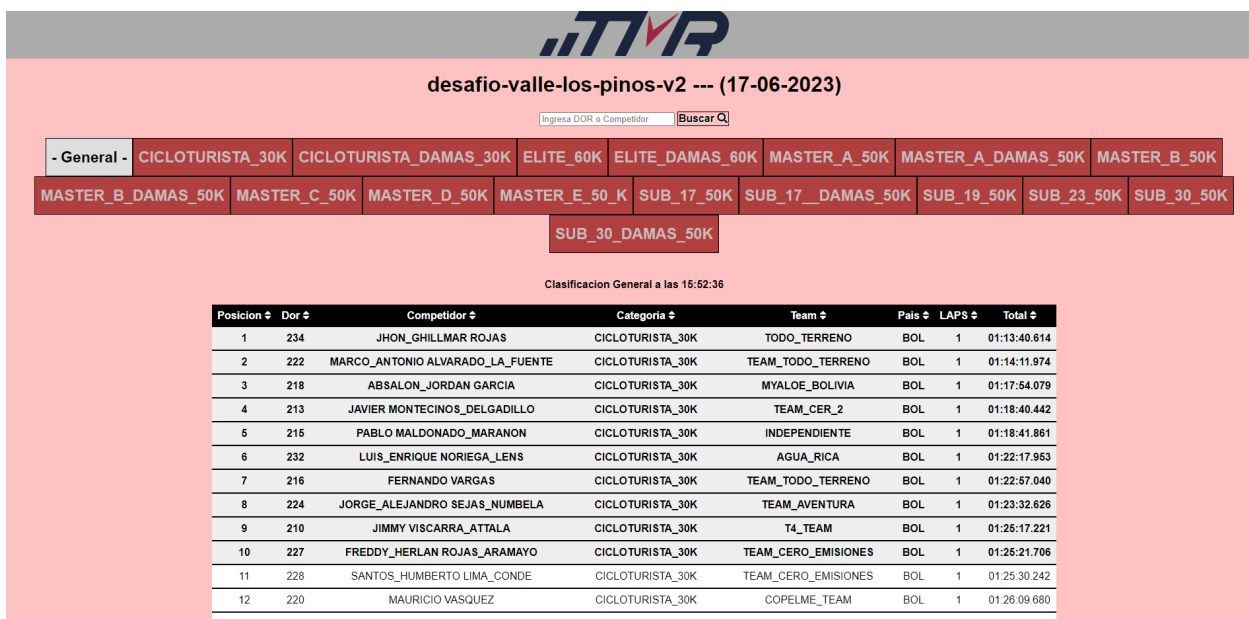 TMR
desafio-valle-los-pinos-v2 --- (17-06-2023)
Ingresa DOR o Competidor Buscar
- General - CICLOTURISTA_30K CICLOTURISTA_DAMAS_30K ELITE_60K ELITE_DAMAS_60K MASTER_A_50K MASTER_A_DAMAS_50K MASTER_B_50K
MASTER_B_DAMAS_50K MASTER_C_50K MASTER_D_50K MASTER_E_50_K SUB_17_50K SUB_17__DAMAS_50K SUB_19_50K SUB_23_50K SUB_30_50K
SUB_30_DAMAS_50K
Clasificacion General a las 15:52:36
Posicion Dor Competidor Categoria Team Pais LAPS Total
1 234 JHON_GHILLMAR ROJAS CICLOTURISTA_30K TODO_TERRENO BOL 1 01:13:40.614
2 222 MARCO_ANTONIO ALVARADO_LA_FUENTE CICLOTURISTA_30K TEAM_TODO_TERRENO BOL 1 01:14:11.974
3 218 ABSALON_JORDAN GARCIA CICLOTURISTA_30K MYALOE_BOLIVIA BOL 1 01:17:54.079
4 213 JAVIER MONTECINOS_DELGADILLO CICLOTURISTA_30K TEAM_CER_2 BOL 1 01:18:40.442
5 215 PABLO MALDONADO_MARANON CICLOTURISTA_30K INDEPENDIENTE BOL 1 01:18:41.861
6 232 LUIS_ENRIQUE NORIEGA_LENS CICLOTURISTA_30K AGUA_RICA BOL 1 01:22:17.953
7 216 FERNANDO VARGAS CICLOTURISTA_30K TEAM_TODO_TERRENO BOL 1 01:22:57.040
8 224 JORGE_ALEJANDRO SEJAS_NUMBELA CICLOTURISTA_30K TEAM_AVENTURA BOL 1 01:23:32.626
9 210 JIMMY VISCARRA_ATTALA CICLOTURISTA_30K T4_TEAM BOL 1 01:25:17.221
10 227 FREDDY_HERLAN ROJAS_ARAMAYO CICLOTURISTA_30K TEAM_CERO_EMISIONES BOL 1 01:25:21.706
11 228 SANTOS_HUMBERTO LIMA_CONDE CICLOTURISTA_30K TEAM_CERO_EMISIONES BOL 1 01:25:30.242
12 220 MAURICIO VASQUEZ CICLOTURISTA_30K COPELME_TEAM BOL 1 01:26:09.680